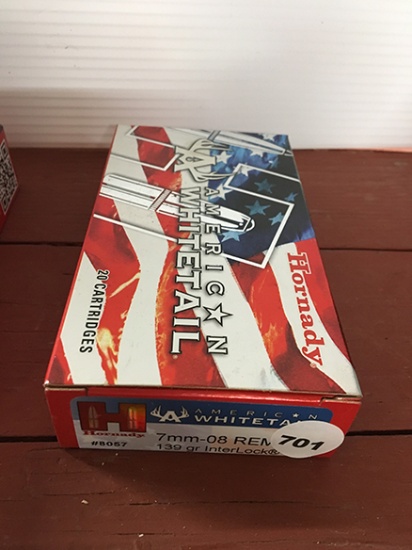 AMERICAN
WHITETAIL
Hornady
20 CARTRIDGES
H
Hornady
#8057
AMERICAN
WHITETAIL
7mm-08 REM
139 gr InterLock®
701